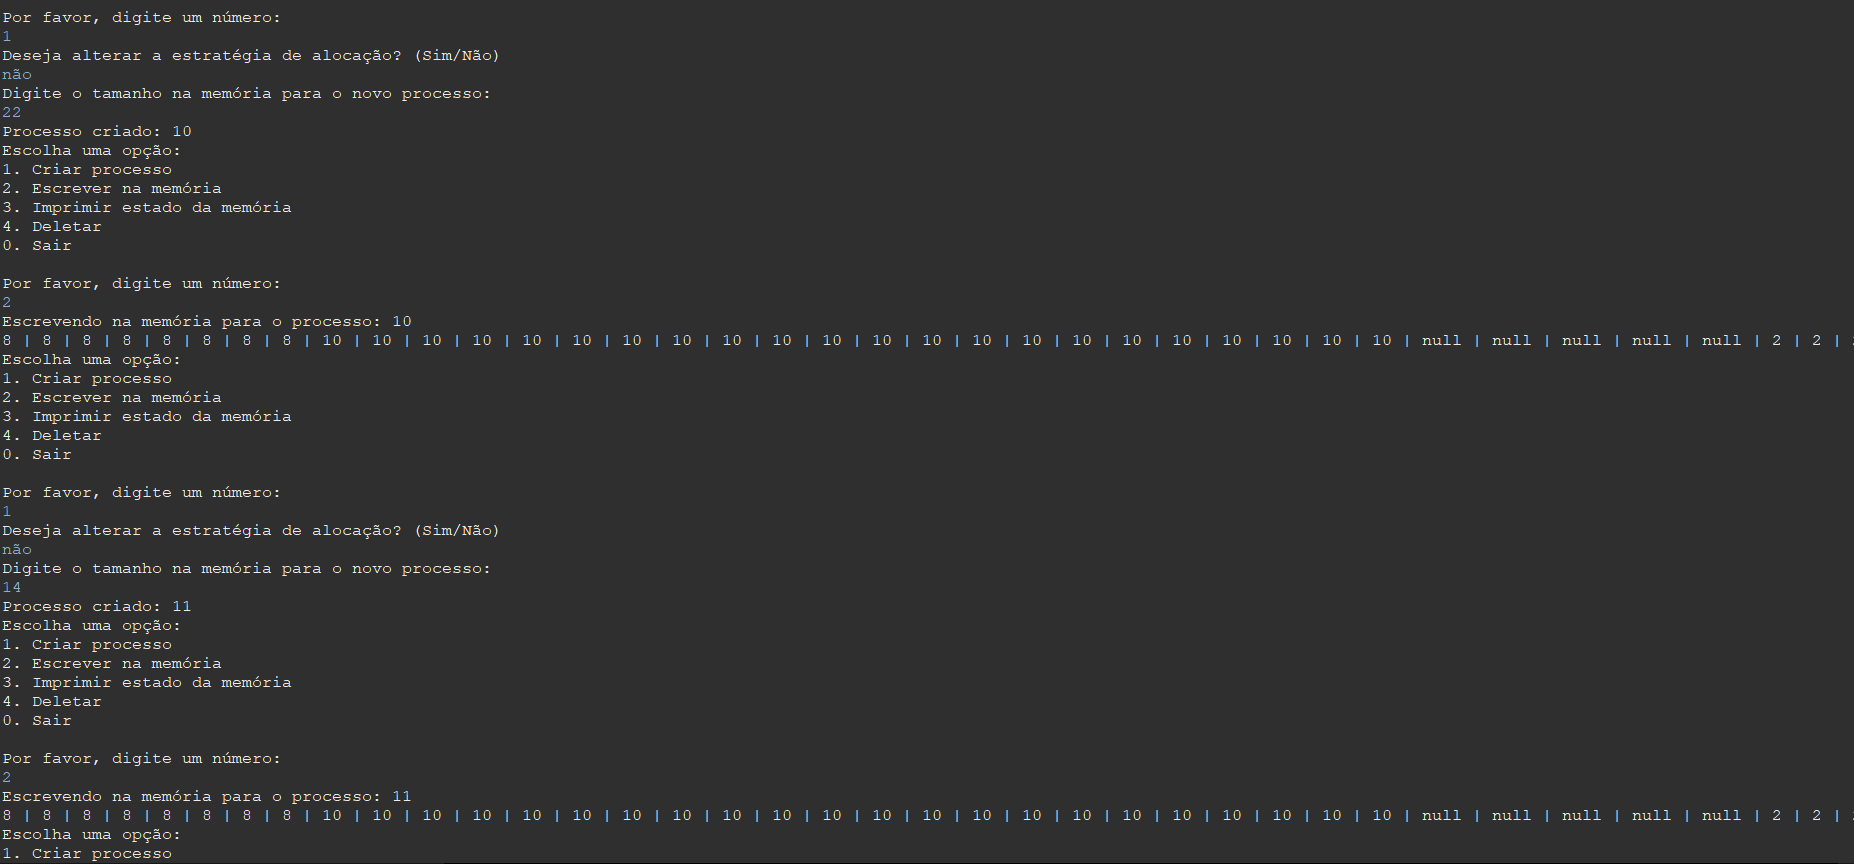 Por favor, digite um número:
1
Deseja alterar a estratégia de alocação? (Sim/Não)
não
Digite o tamanho na memória para o novo processo:
22
Processo criado: 10
Escolha uma opção:
1. Criar processo
2. Escrever na memória
3. Imprimir estado da memória
4. Deletar
0. Sair
Por favor, digite um número:
2
Escrevendo na memória para o processo: 10
8 | 8 | 8 | 8 | 8 | 8 | 8 | 8 | 10 | 10 | 10 | 10 | 10 | 10 | 10 | 10 | 10 | 10 | 10 | 10 | 10 | 10 | 10 | 10 | 10 | 10 | 10 | 10 | 10 | 10 | null | null | null | null | null | 2 | 2 |
Escolha uma opção:
1. Criar processo
2. Escrever na memória
3. Imprimir estado da memória
4. Deletar
0. Sair
Por favor, digite um número:
1
Deseja alterar a estratégia de alocação? (Sim/Não)
não
Digite o tamanho na memória para o novo processo:
14
Processo criado: 11
Escolha uma opção:
1. Criar processo
2. Escrever na memória
3. Imprimir estado da memória
4. Deletar
0. Sair
Por favor, digite um número:
2
Escrevendo na memória para o processo: 11
8 | 8 | 8 | 8 | 8 | 8 | 8 | 8 | 10 | 10 | 10 | 10 | 10 | 10 | 10 | 10 | 10 | 10 | 10 | 10 | 10 | 10 | 10 | 10 | 10 | 10 | 10 | 10 | 10 | 10 | null | null | null | null | null | 2 | 2 |
Escolha uma opção:
1. Criar processo